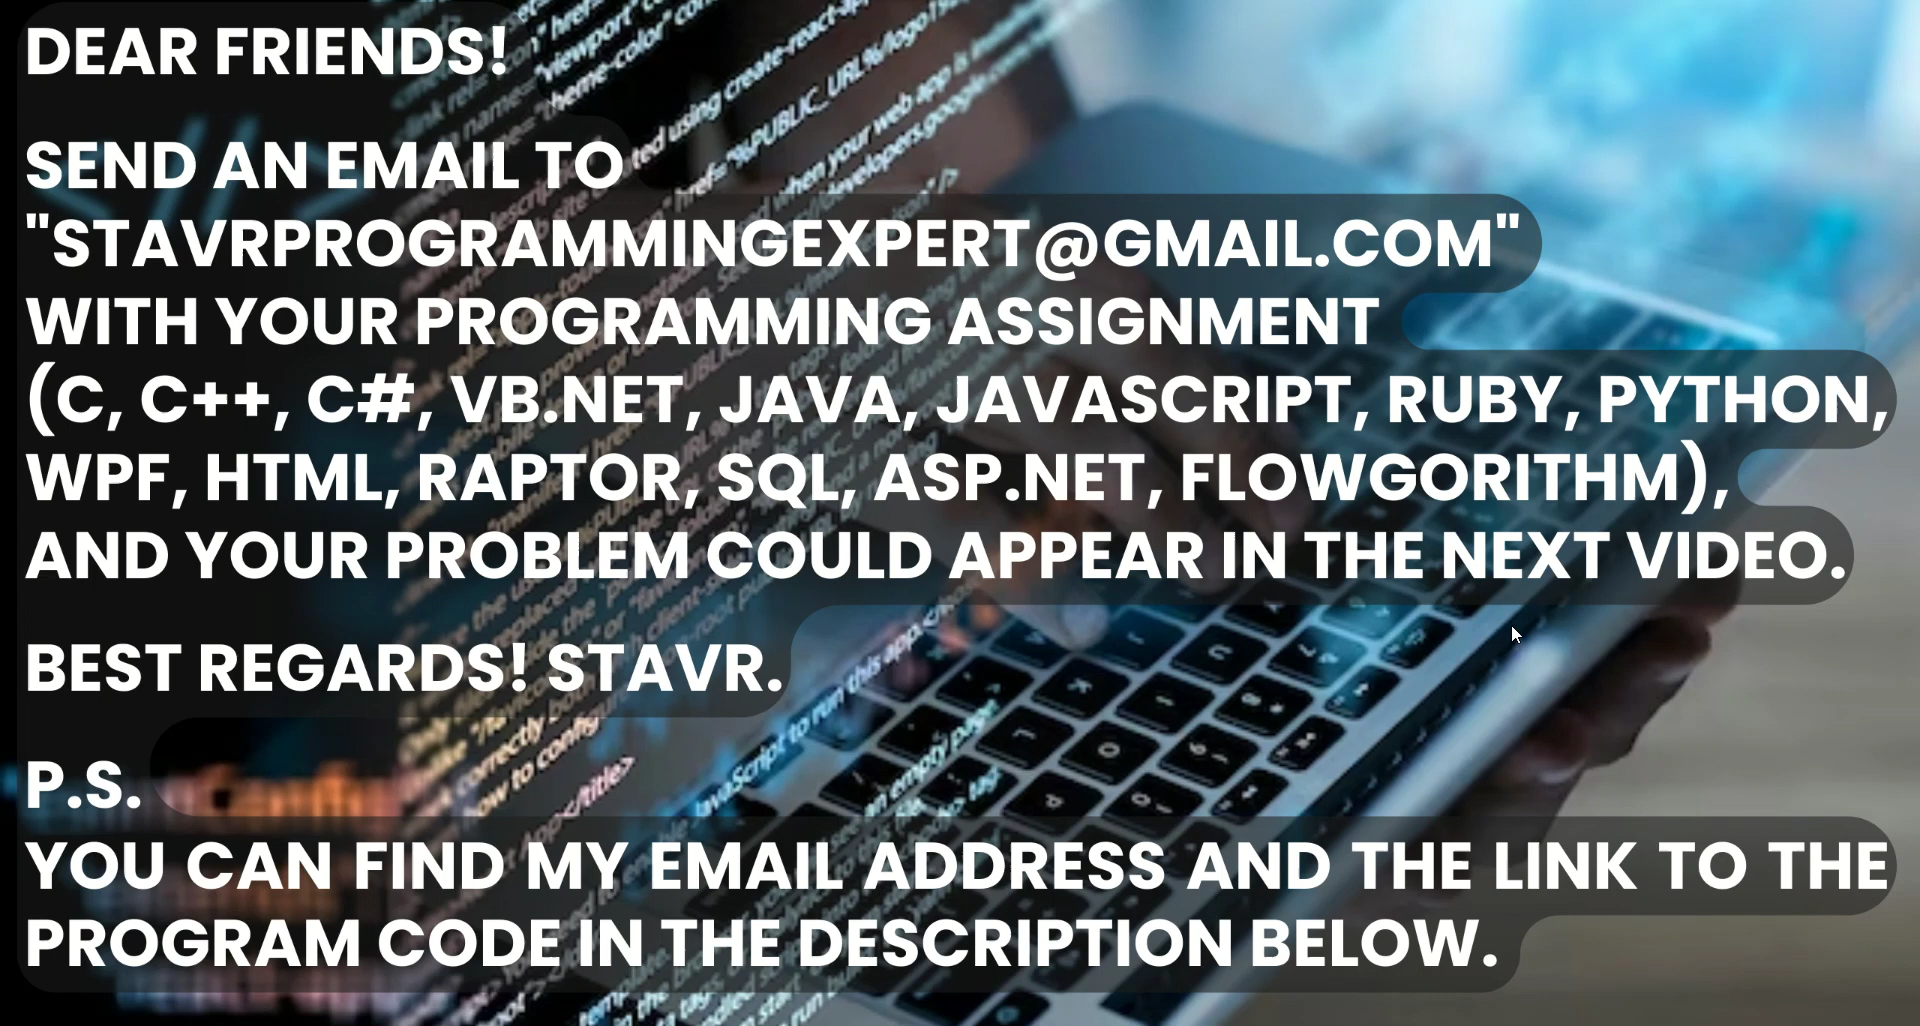 DEAR FRIENDS!
SEND AN EMAIL TO
"STAVRPROGRAMMINGEXPERT@GMAIL.COM"
WITH YOUR PROGRAMMING ASSIGNMENT
(C, C++, C#, VB.NET, JAVA, JAVASCRIPT, RUBY, PYTHON,
WPF, HTML, RAPTOR, SQL, ASP.NET, FLOWGORITHM),
AND YOUR PROBLEM COULD APPEAR IN THE NEXT VIDEO.
BEST REGARDS! STAVR.
P.S.
YOU CAN FIND MY EMAIL ADDRESS AND THE LINK TO THE
PROGRAM CODE IN THE DESCRIPTION BELOW.